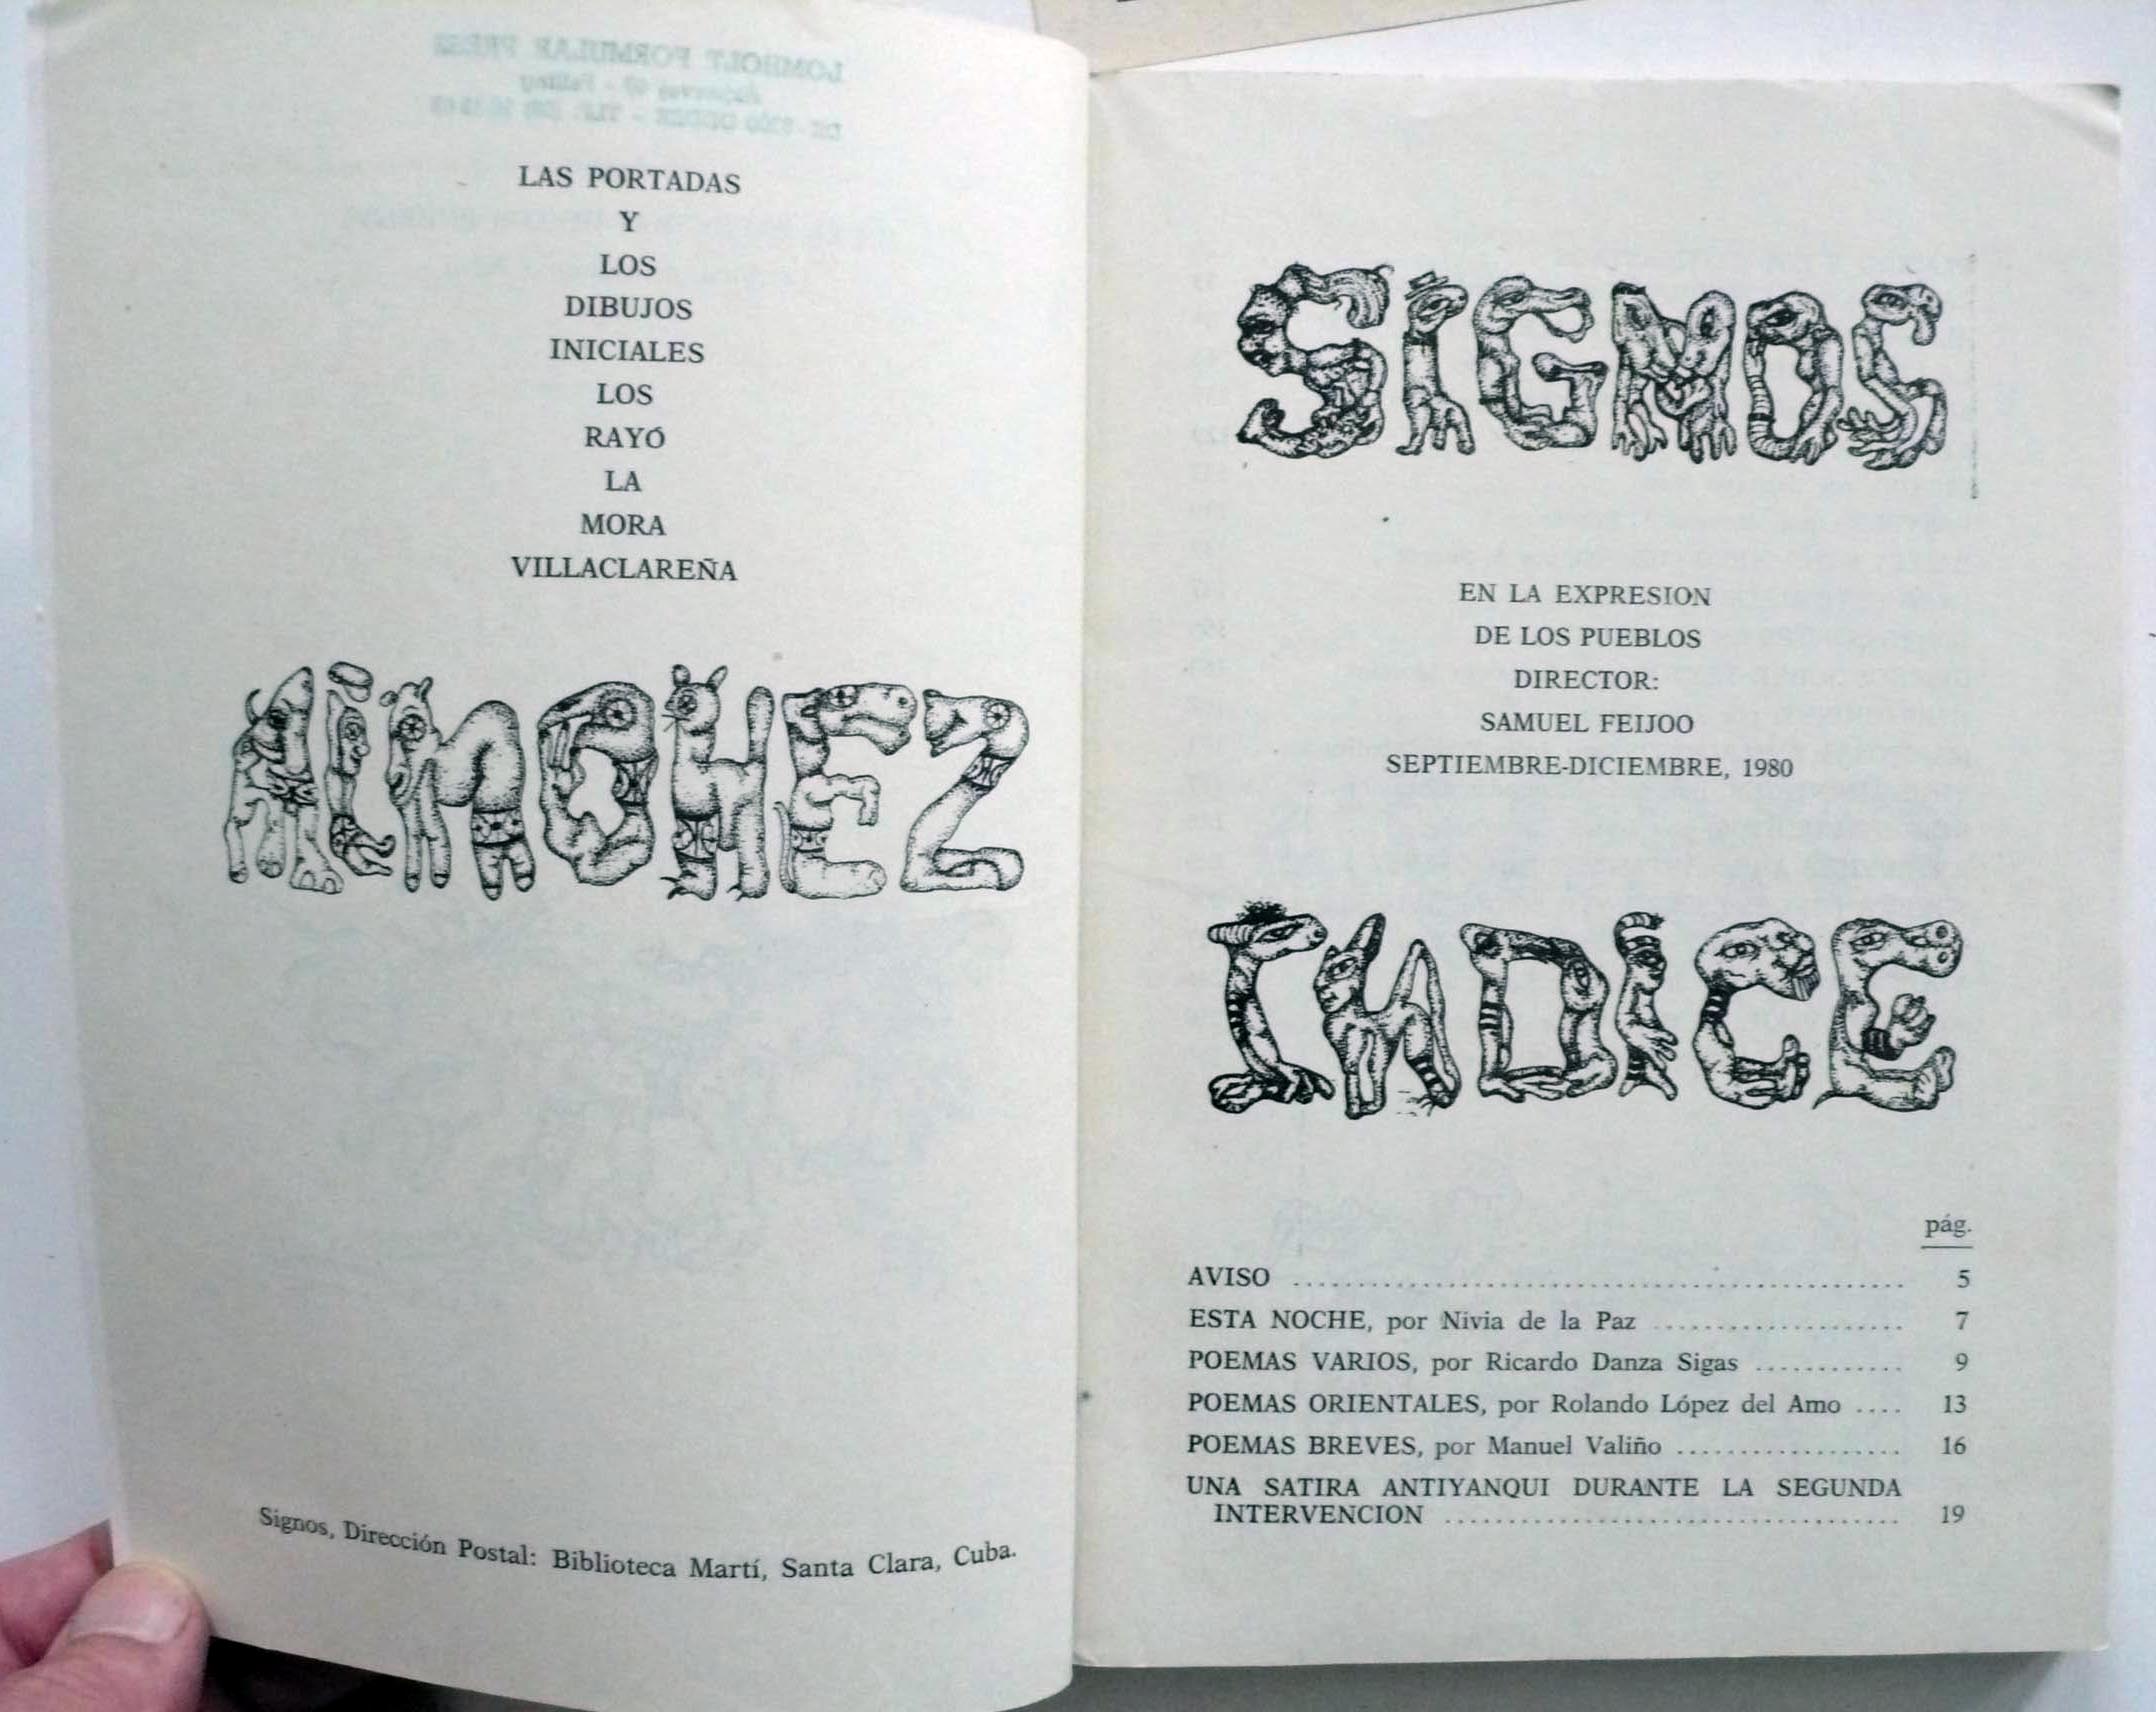 LOMHOLT FORMULAR PRESS
LAS PORTADAS
Y
LOS
DIBUJOS
INICIALES
LOS
RAYÓ
LA
MORA
VILLACLAREÑA
Signos, Dirección Postal: Biblioteca Martí, Santa Clara, Cuba.
SIGNOS
EN LA EXPRESION
DE LOS PUEBLOS
DIRECTOR:
SAMUEL FEIJOO
SEPTIEMBRE-DICIEMBRE, 1980
INDICE
pág.
AVISO ................................................ 5
ESTA NOCHE, por Nivia de la Paz .................... 7
POEMAS VARIOS, por Ricardo Danza Sigas ............ 9
POEMAS ORIENTALES, por Rolando López del Amo .... 13
POEMAS BREVES, por Manuel Valiño .................. 16
UNA SATIRA ANTIYANQUI DURANTE LA SEGUNDA
INTERVENCION .................................... 19